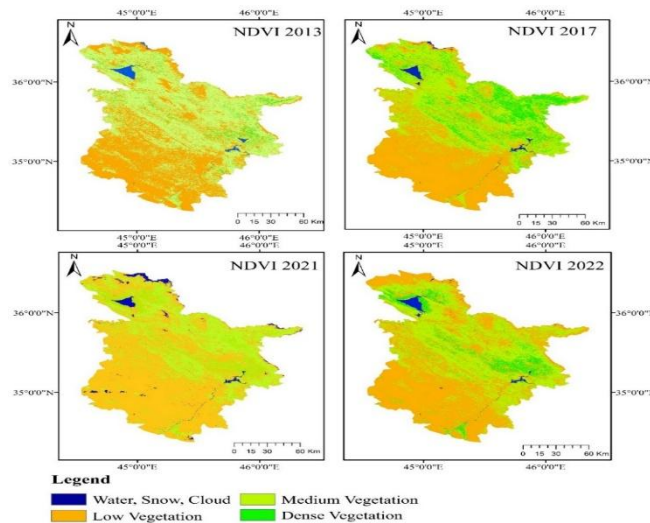 45°0'0"E 46°0'0"E 45°0'0"E 46°0'0"E
N NDVI 2013 N NDVI 2017
36°0'0"N 36°0'0"N
35°0'0"N 35°0'0"N
0 15 30 60 Km 0 15 30 60 Km
45°0'0"E 46°0'0"E 45°0'0"E 46°0'0"E
45°0'0"E 46°0'0"E 45°0'0"E 46°0'0"E
N NDVI 2021 N NDVI 2022
36°0'0"N 36°0'0"N
35°0'0"N 35°0'0"N
0 15 30 60 Km 0 15 30 60 Km
45°0'0"E 46°0'0"E 45°0'0"E 46°0'0"E
Legend
Water, Snow, Cloud Medium Vegetation
Low Vegetation Dense Vegetation